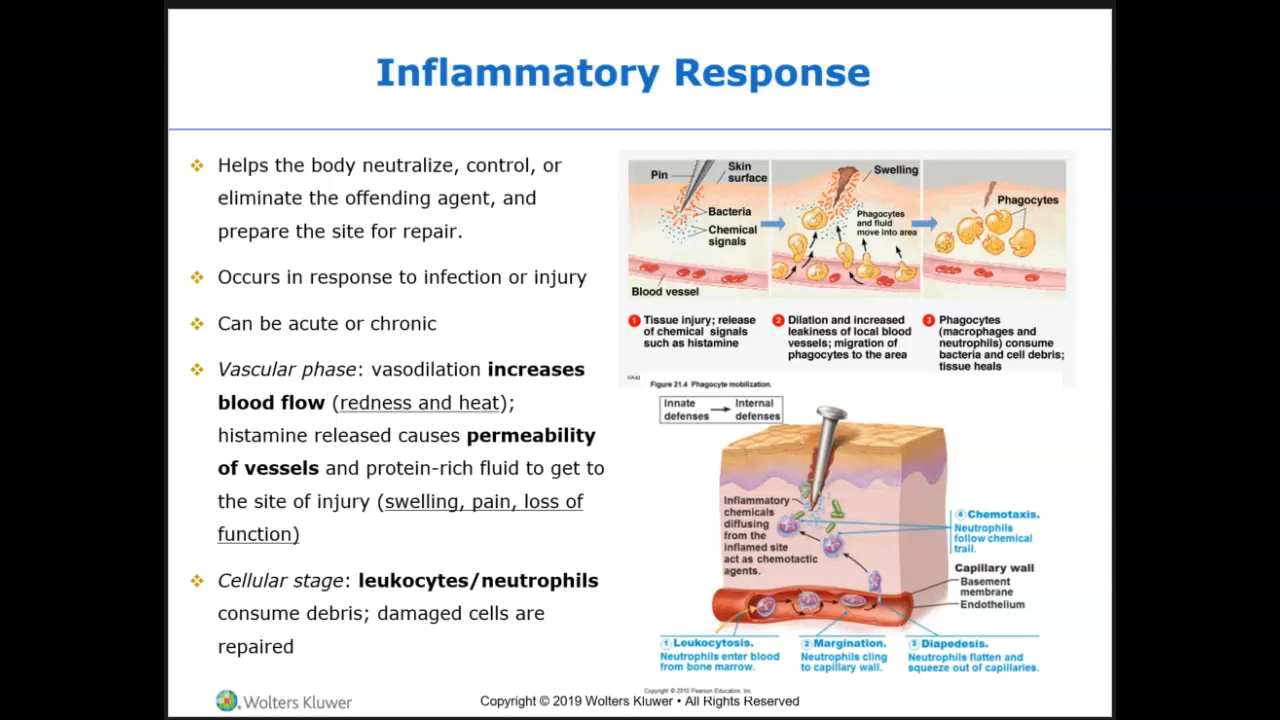 Inflammatory Response
Helps the body neutralize, control, or
eliminate the offending agent, and
prepare the site for repair.
Occurs in response to infection or injury
Can be acute or chronic
Vascular phase: vasodilation increases
blood flow (redness and heat);
histamine released causes permeability
of vessels and protein-rich fluid to get to
the site of injury (swelling, pain, loss of
function)
Cellular stage: leukocytes/neutrophils
consume debris; damaged cells are
repaired
Pin
Skin
surface
Bacteria
Chemical
signals
Blood vessel
Swelling
Phagocytes
and fluid
move into area
Phagocytes
1 Tissue injury; release
of chemical signals
such as histamine
2 Dilation and increased
leakiness of local blood
vessels; migration of
phagocytes to the area
3 Phagocytes
(macrophages and
neutrophils) consume
bacteria and cell debris;
tissue heals
Figure 21.4 Phagocyte mobilization.
Innate
defenses
Internal
defenses
Inflammatory
chemicals
diffusing
from the
inflamed site
act as chemotactic
agents.
4 Chemotaxis.
Neutrophils
follow chemical
trail.
Capillary wall
Basement
membrane
Endothelium
1 Leukocytosis.
Neutrophils enter blood
from bone marrow.
2 Margination.
Neutrophils cling
to capillary wall.
3 Diapedesis.
Neutrophils flatten and
squeeze out of capillaries.
Copyright © 2010 Pearson Education, Inc.
Wolters Kluwer
Copyright © 2019 Wolters Kluwer • All Rights Reserved